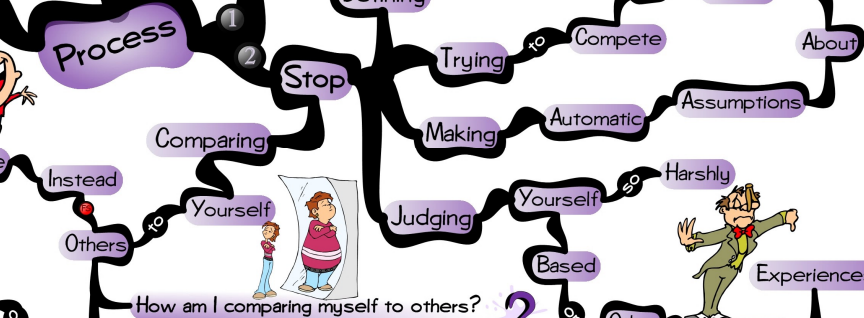 Process
1
2
Stop
Trying
to
Compete
About
Making
Automatic
Assumptions
Comparing
Yourself
to
Others
Instead
Judging
Yourself
so
Harshly
Based
Experience
How am I comparing myself to others?
?